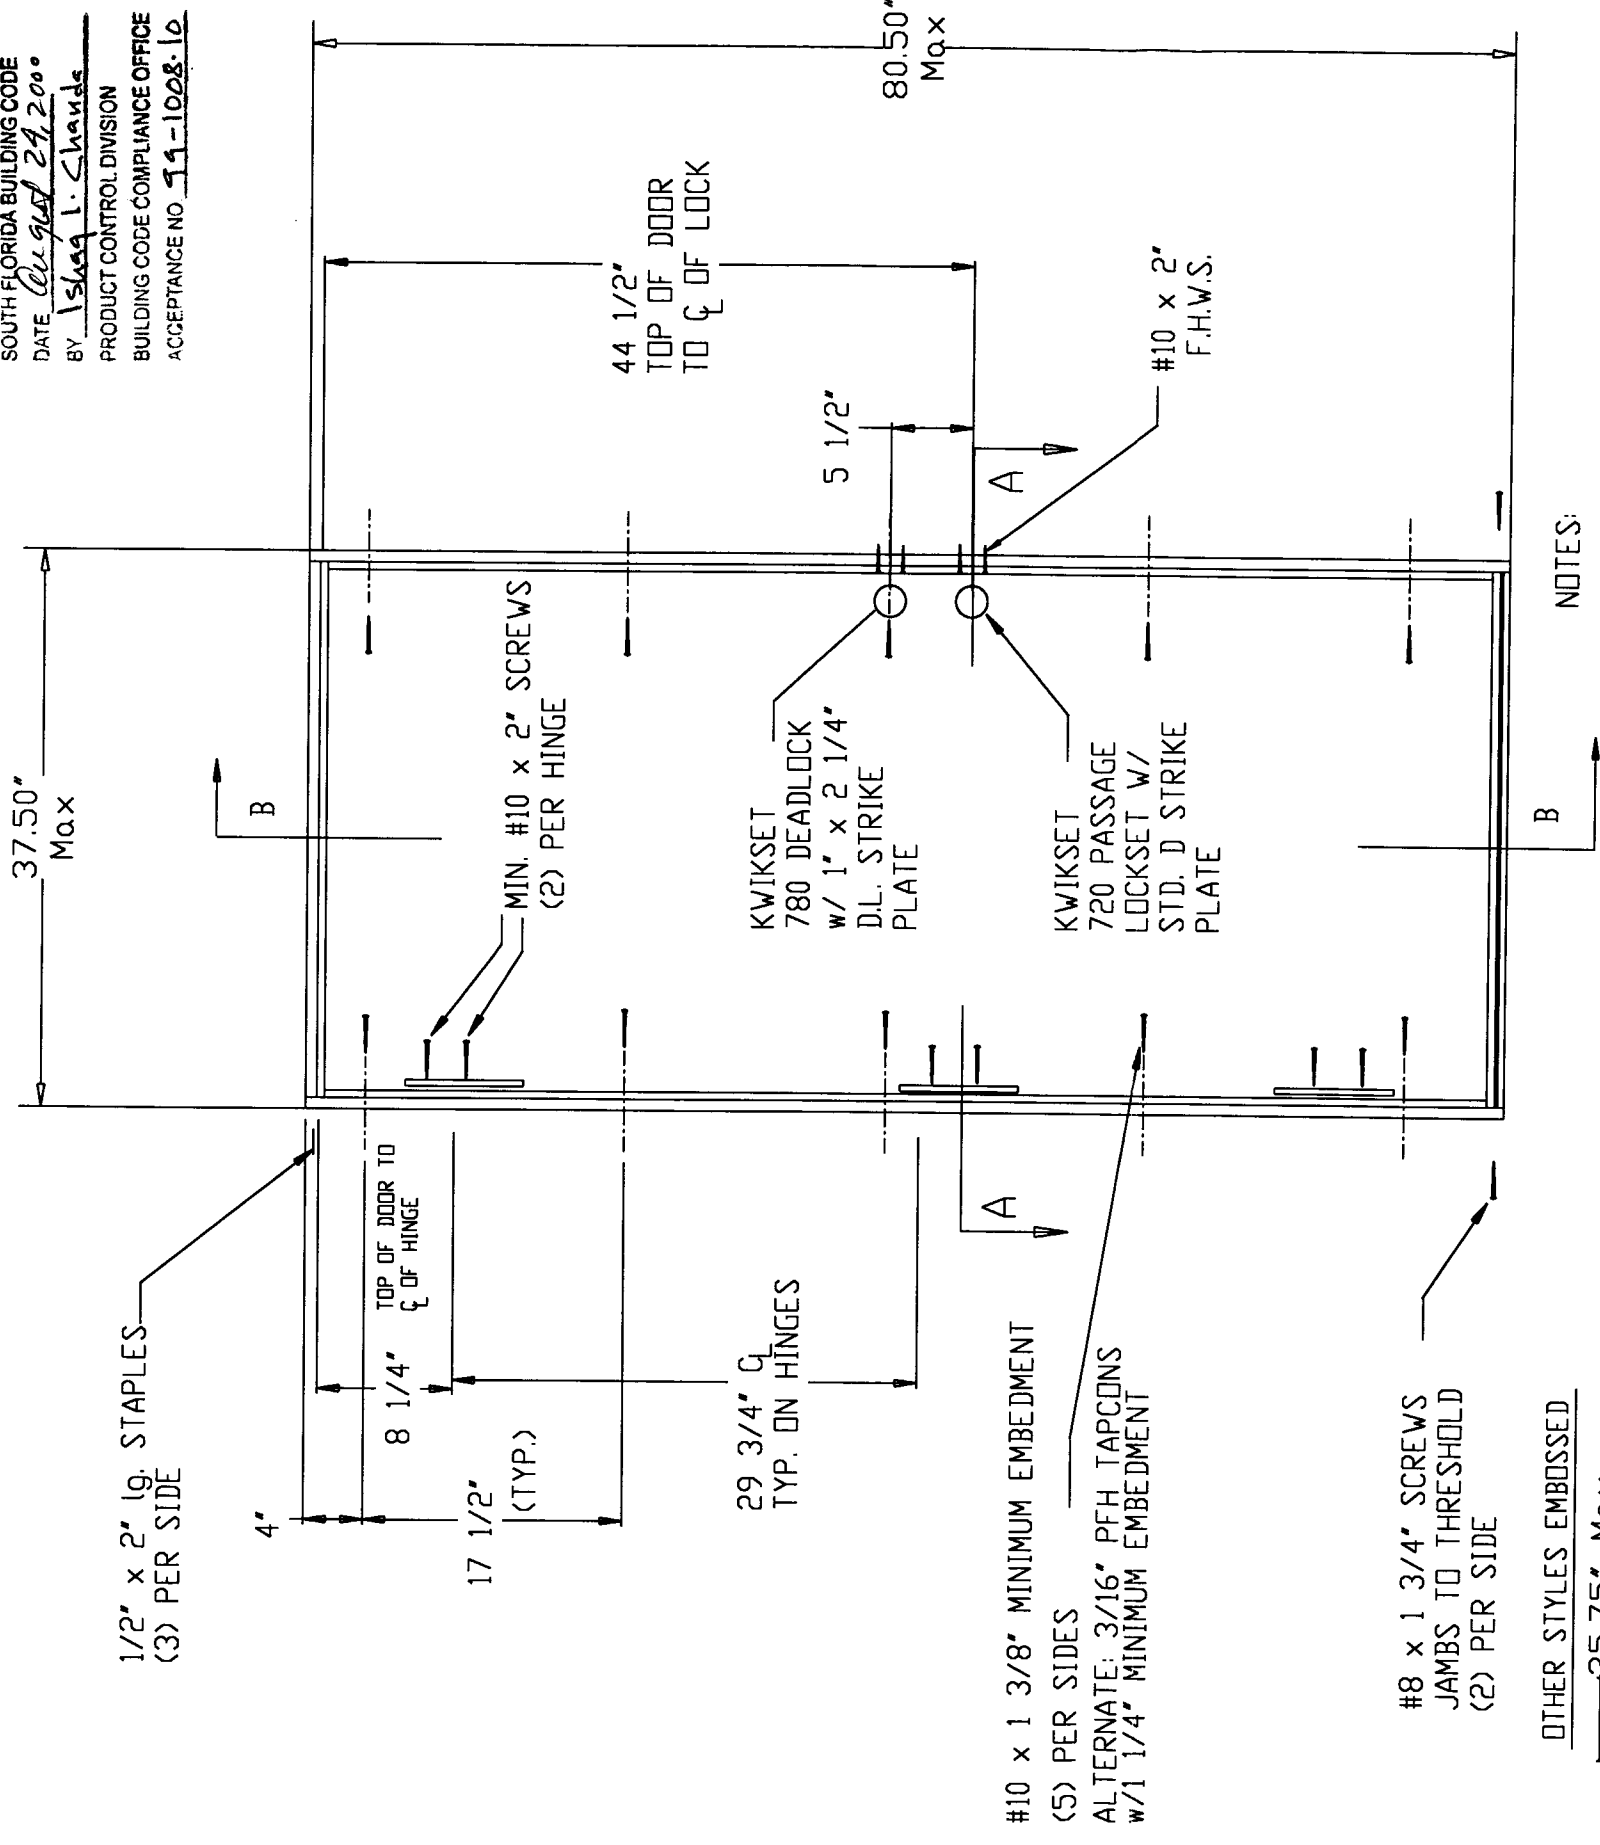 SOUTH FLORIDA BUILDING CODE
DATE August 24, 2000
BY Ishaq I. Chanda
PRODUCT CONTROL DIVISION
BUILDING CODE COMPLIANCE OFFICE
ACCEPTANCE NO. 99-1008.10
37.50"
Max
80.50"
Max
44 1/2"
TOP OF DOOR
TO ℄ OF LOCK
5 1/2"
#10 x 2"
F.H.W.S.
A
B
MIN. #10 x 2" SCREWS
(2) PER HINGE
KWIKSET
780 DEADLOCK
w/ 1" x 2 1/4"
D.L. STRIKE
PLATE
KWIKSET
720 PASSAGE
LOCKSET W/
STD. D STRIKE
PLATE
B
NOTES:
1/2" x 2" lg. STAPLES
(3) PER SIDE
4"
8 1/4"
TOP OF DOOR TO
℄ OF HINGE
17 1/2"
(TYP.)
29 3/4" ℄
TYP. ON HINGES
A
#10 x 1 3/8" MINIMUM EMBEDMENT
(5) PER SIDES
ALTERNATE: 3/16" PFH TAPCONS
w/1 1/4" MINIMUM EMBEDMENT
#8 x 1 3/4" SCREWS
JAMBS TO THRESHOLD
(2) PER SIDE
OTHER STYLES EMBOSSED
35.75" Max